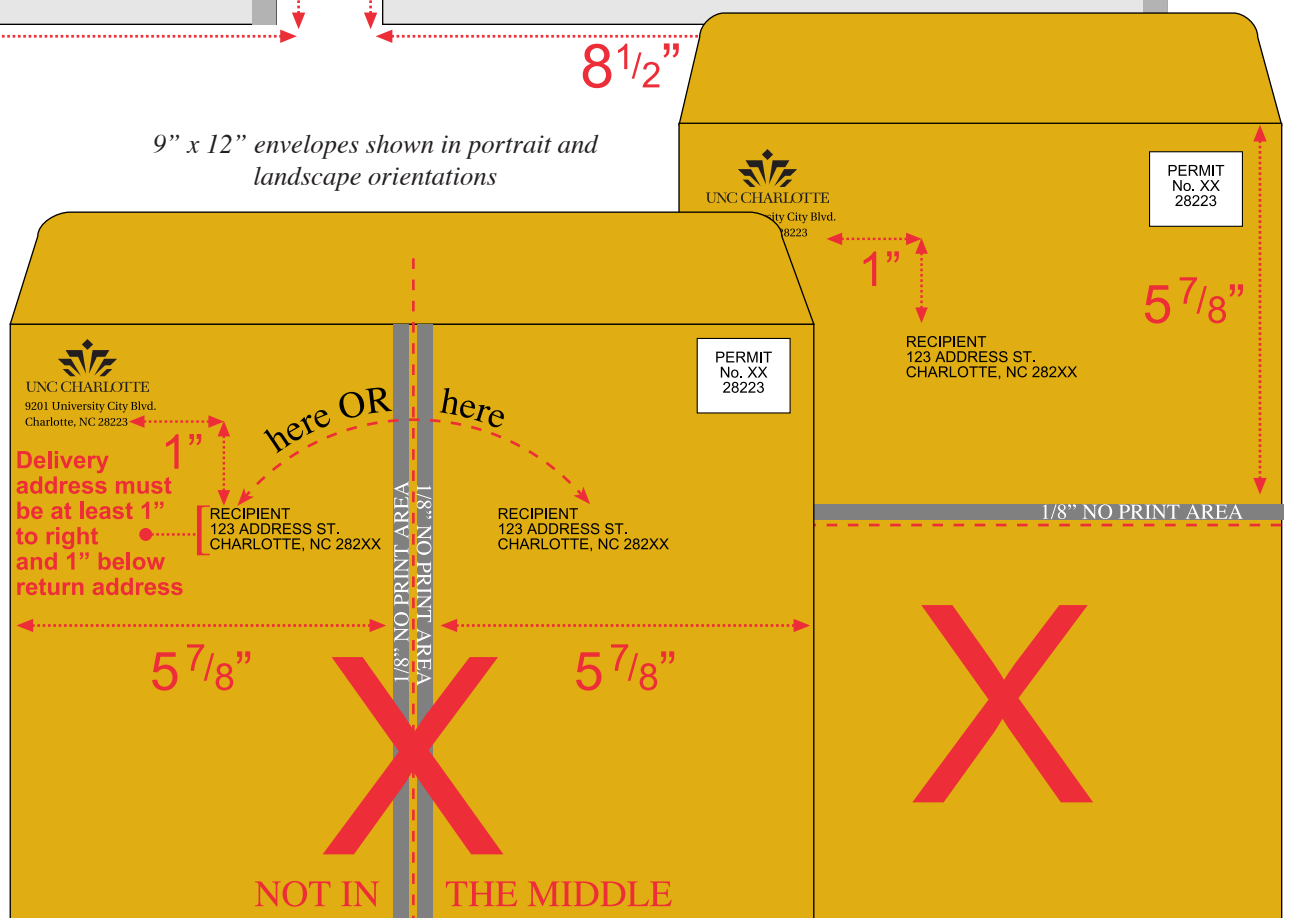 8 1/2”
9” x 12” envelopes shown in portrait and
landscape orientations
UNC CHARLOTTE
City Blvd.
PERMIT
No. XX
28223
1”
5 7/8”
RECIPIENT
123 ADDRESS ST.
CHARLOTTE, NC 282XX
1/8” NO PRINT AREA
X
UNC CHARLOTTE
9201 University City Blvd.
Charlotte, NC 28223
1”
here OR here
PERMIT
No. XX
28223
Delivery
address must
be at least 1”
to right
and 1” below
return address
RECIPIENT
123 ADDRESS ST.
CHARLOTTE, NC 282XX
1/8” NO PRINT AREA
1/8” NO PRINT AREA
RECIPIENT
123 ADDRESS ST.
CHARLOTTE, NC 282XX
5 7/8”
5 7/8”
X
NOT IN THE MIDDLE